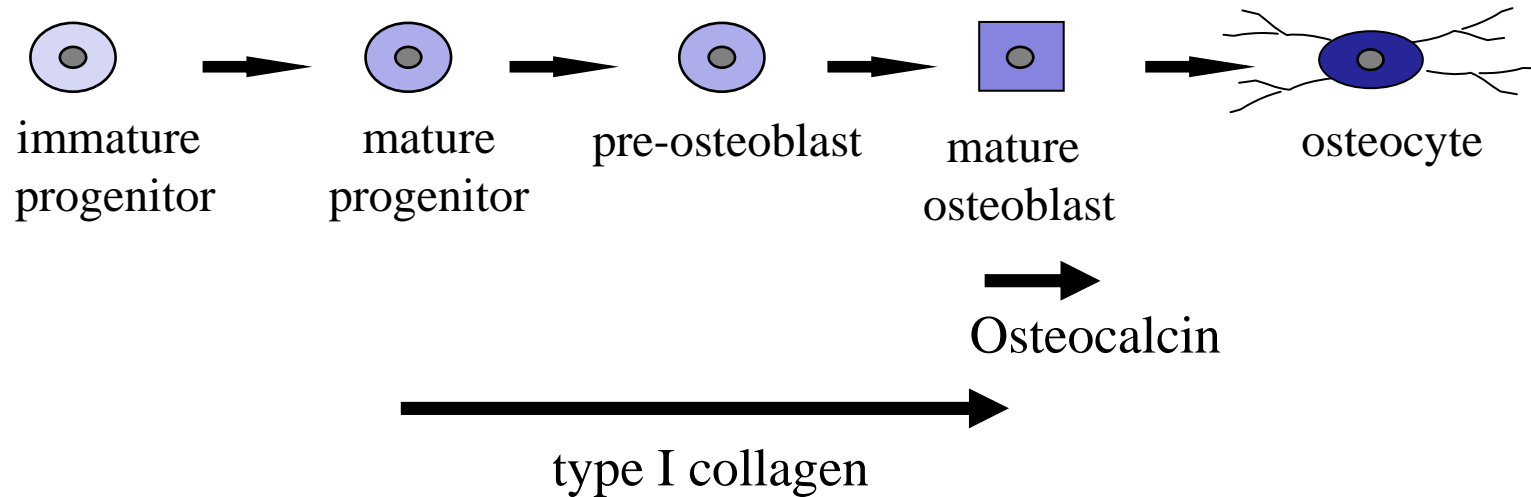 immature
progenitor
mature
progenitor
pre-osteoblast
mature
osteoblast
osteocyte
Osteocalcin
type I collagen